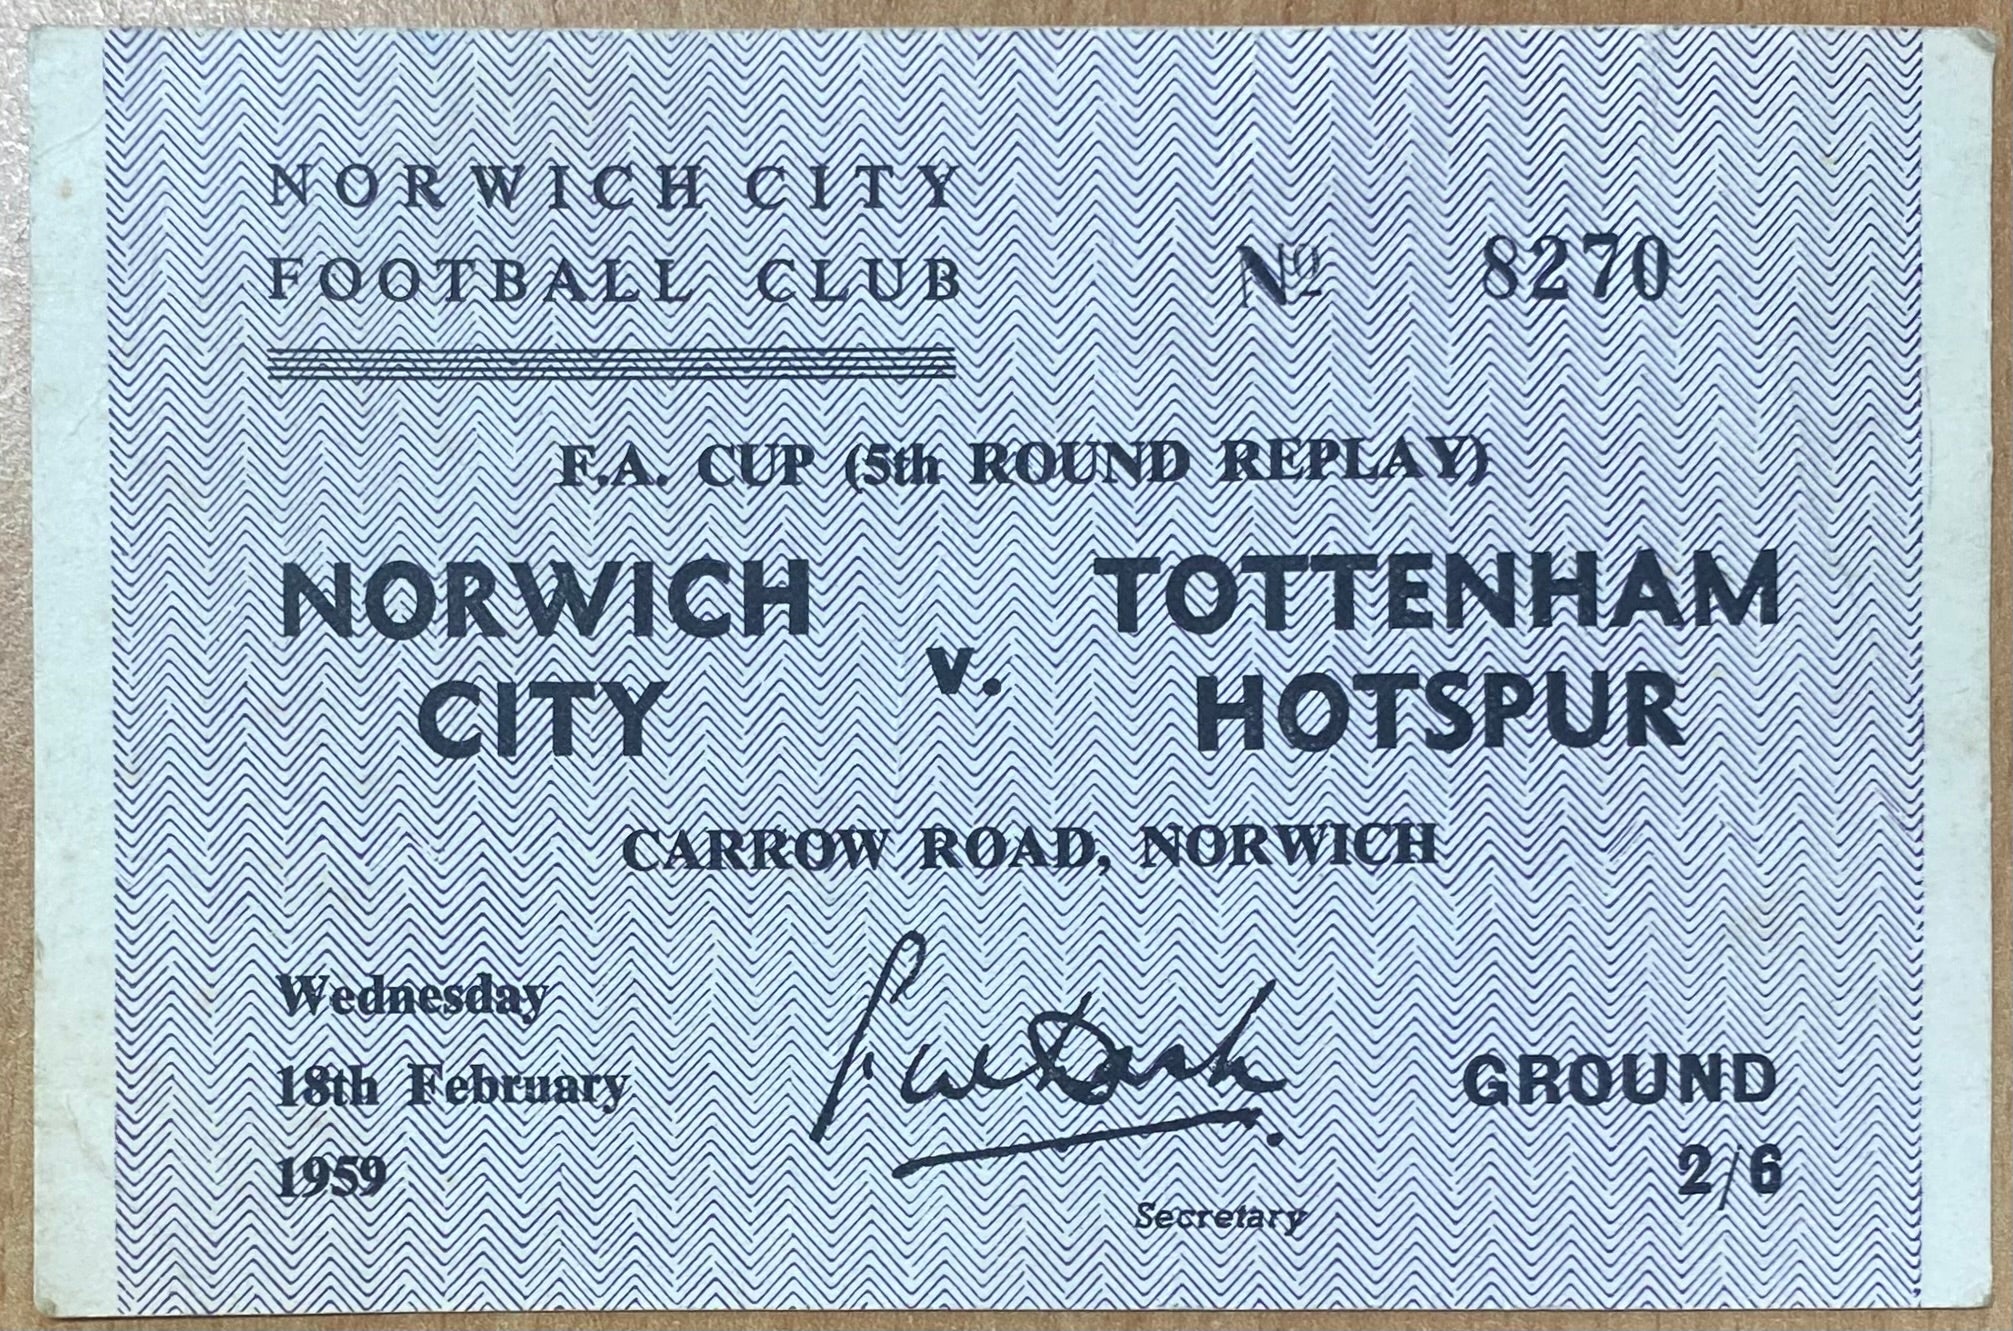 NORWICH CITY
FOOTBALL CLUB
Nº 8270
F.A. CUP (5th ROUND REPLAY)
NORWICH
CITY
v.
TOTTENHAM
HOTSPUR
CARROW ROAD, NORWICH
Wednesday
18th February
1959
Secretary
GROUND
2/6